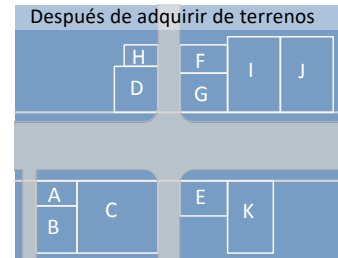 Después de adquirir de terrenos
H F I J
D G
A E
B C K